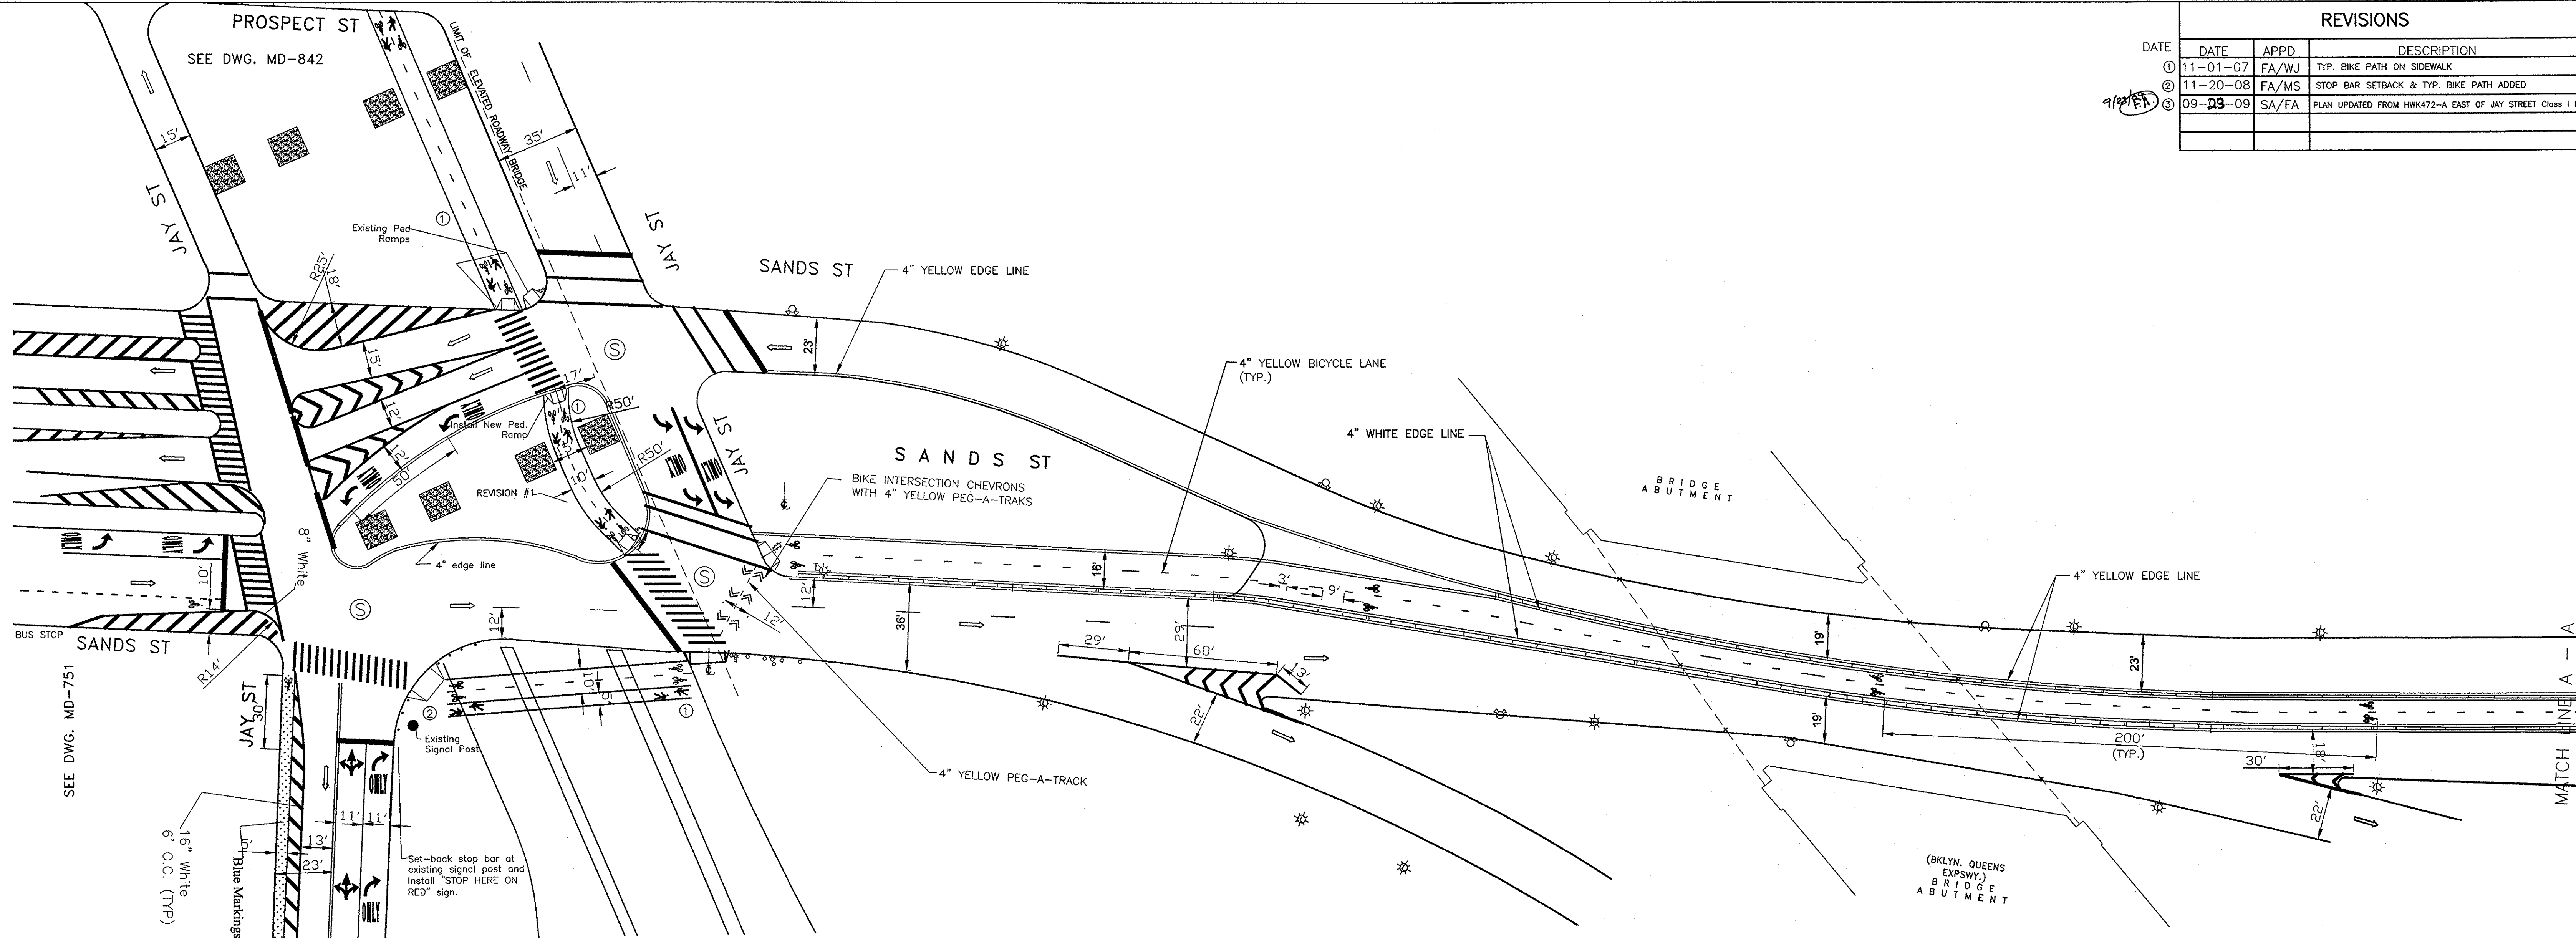 PROSPECT ST
SEE DWG. MD-842
LIMIT OF ELEVATED ROADWAY BRIDGE
REVISIONS
DATE
DATE APPD DESCRIPTION
① 11-01-07 FA/WJ TYP. BIKE PATH ON SIDEWALK
② 11-20-08 FA/MS STOP BAR SETBACK & TYP. BIKE PATH ADDED
③ 09-23-09 SA/FA PLAN UPDATED FROM HWK472-A EAST OF JAY STREET Class I
15'
35'
11'
JAY ST
①
Existing Ped
Ramps
JAY ST
R25'
18'
SANDS ST
4" YELLOW EDGE LINE
Ⓢ
23'
15'
12'
17'
ONLY
①
R50'
Install New Ped.
Ramp
15'
R50'
10'
REVISION #1
12'
50'
ONLY
4" edge line
ONLY
ONLY
JAY ST
SANDS ST
BIKE INTERSECTION CHEVRONS
WITH 4" YELLOW PEG-A-TRAKS
4" YELLOW BICYCLE LANE
(TYP.)
4" WHITE EDGE LINE
BRIDGE
ABUTMENT
4" YELLOW EDGE LINE
ONLY
ONLY
10'
8" White
Ⓢ
Ⓢ
12'
12'
12'
36'
16'
3'
9'
29'
29'
60'
13'
22'
19'
19'
23'
200'
(TYP.)
18'
30'
22'
MATCH LINE A-A
BUS STOP
SANDS ST
R14'
SEE DWG. MD-751
JAY ST
30'
10'
5'
①
②
Existing
Signal Post
4" YELLOW PEG-A-TRACK
ONLY
11'
11'
5'
13'
23'
16" White
6' O.C. (TYP)
Blue Markings
Set-back stop bar at
existing signal post and
Install "STOP HERE ON
RED" sign.
ONLY
(BKLYN. QUEENS
EXPSWY.)
BRIDGE
ABUTMENT